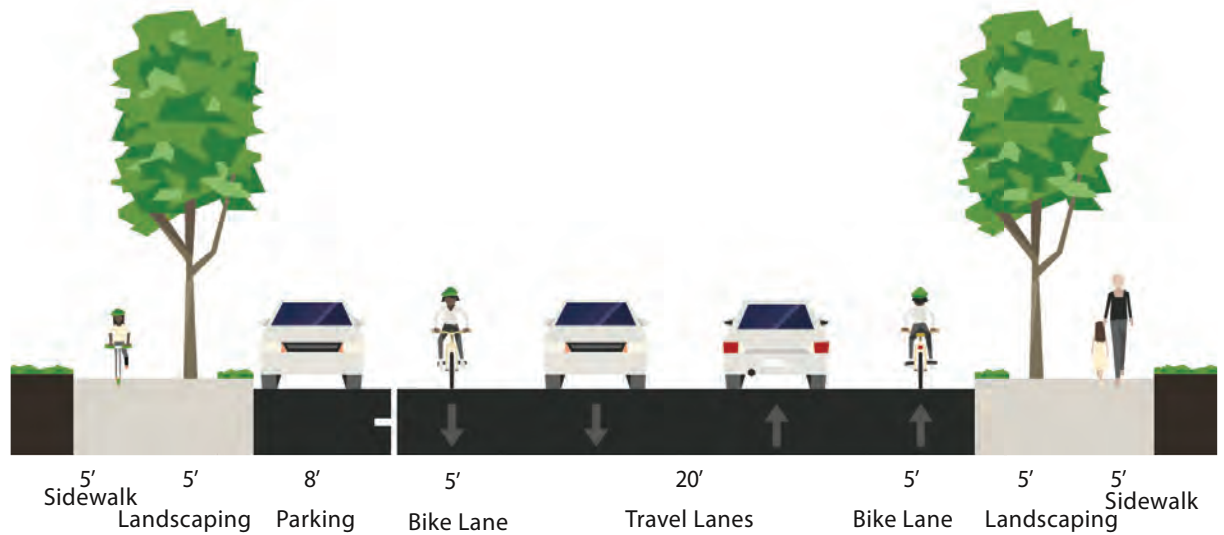 5’ 5’ 8’ 5’ 20’ 5’ 5’ 5’
Sidewalk Sidewalk
Landscaping Parking Bike Lane Travel Lanes Bike Lane Landscaping